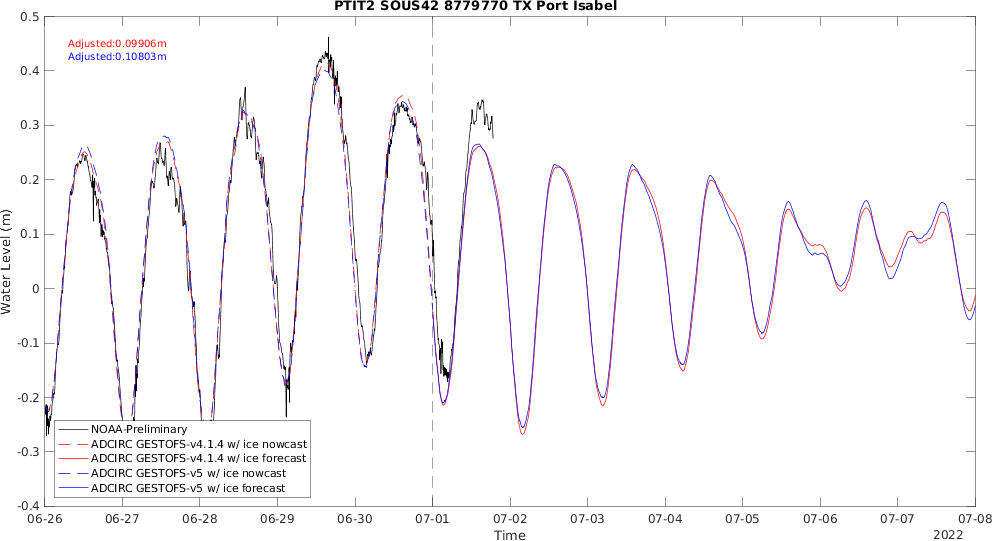 PTIT2 SOUS42 8779770 TX Port Isabel
Adjusted:0.09906m
Adjusted:0.10803m
0.5
0.4
0.3
0.2
0.1
0
-0.1
-0.2
-0.3
-0.4
Water Level (m)
NOAA-Preliminary
ADCIRC GESTOFS-v4.1.4 w/ ice nowcast
ADCIRC GESTOFS-v4.1.4 w/ ice forecast
ADCIRC GESTOFS-v5 w/ ice nowcast
ADCIRC GESTOFS-v5 w/ ice forecast
06-26 06-27 06-28 06-29 06-30 07-01 07-02 07-03 07-04 07-05 07-06 07-07 07-08
Time
2022